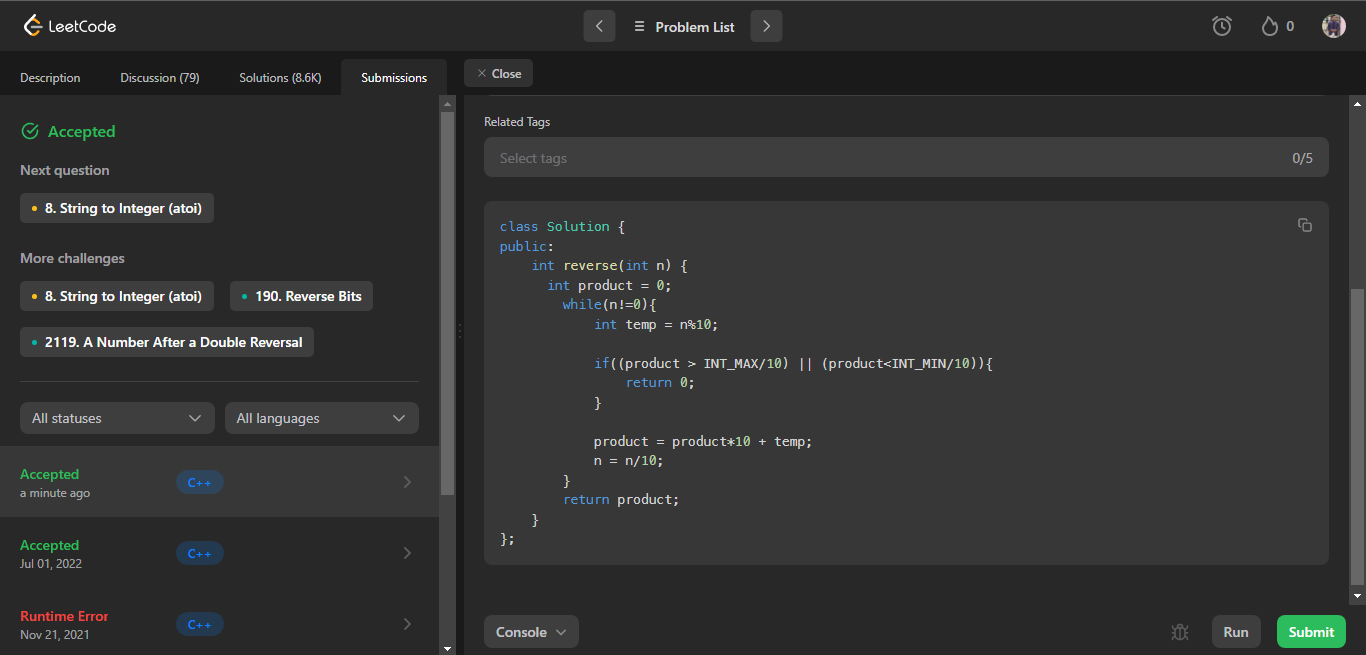 LeetCode
Problem List
0
Description
Discussion (79)
Solutions (8.6K)
Submissions
Close
Accepted
Next question
8. String to Integer (atoi)
More challenges
8. String to Integer (atoi)
190. Reverse Bits
2119. A Number After a Double Reversal
All statuses
All languages
Accepted
C++
a minute ago
Accepted
C++
Jul 01, 2022
Runtime Error
C++
Nov 21, 2021
Related Tags
Select tags
0/5
class Solution {
public:
    int reverse(int n) {
      int product = 0;
        while(n!=0){
            int temp = n%10;

            if((product > INT_MAX/10) || (product<INT_MIN/10)){
                return 0;
            }

            product = product*10 + temp;
            n = n/10;
        }
        return product;
    }
};
Console
Run
Submit